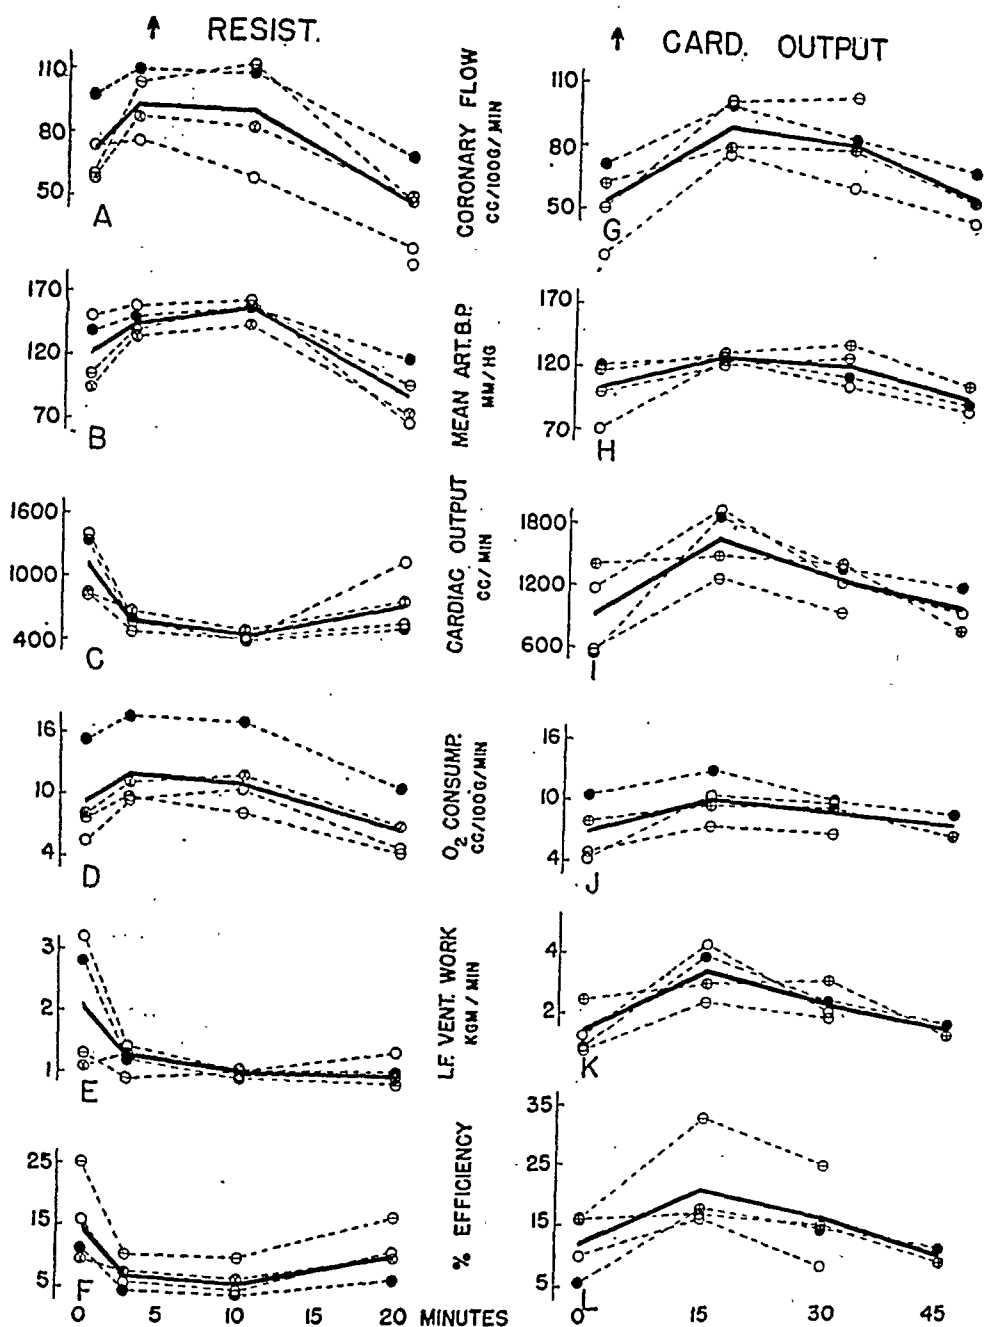 ↑ RESIST.
↑ CARD. OUTPUT
110
80
50
A
CORONARY FLOW
CC/100G/MIN
110
80
50
G
170
120
70
B
MEAN ART.B.P.
MM/HG
170
120
70
H
1600
1000
400
C
CARDIAC OUTPUT
CC/MIN
1800
1200
600
I
16
10
4
D
O2 CONSUMP.
CC/100G/MIN
16
10
4
J
3
2
1
E
L.F. VENT. WORK
KGM/MIN
4
2
K
25
15
5
F
% EFFICIENCY
35
25
15
5
L
0 5 10 15 MINUTES 20
0 15 30 45